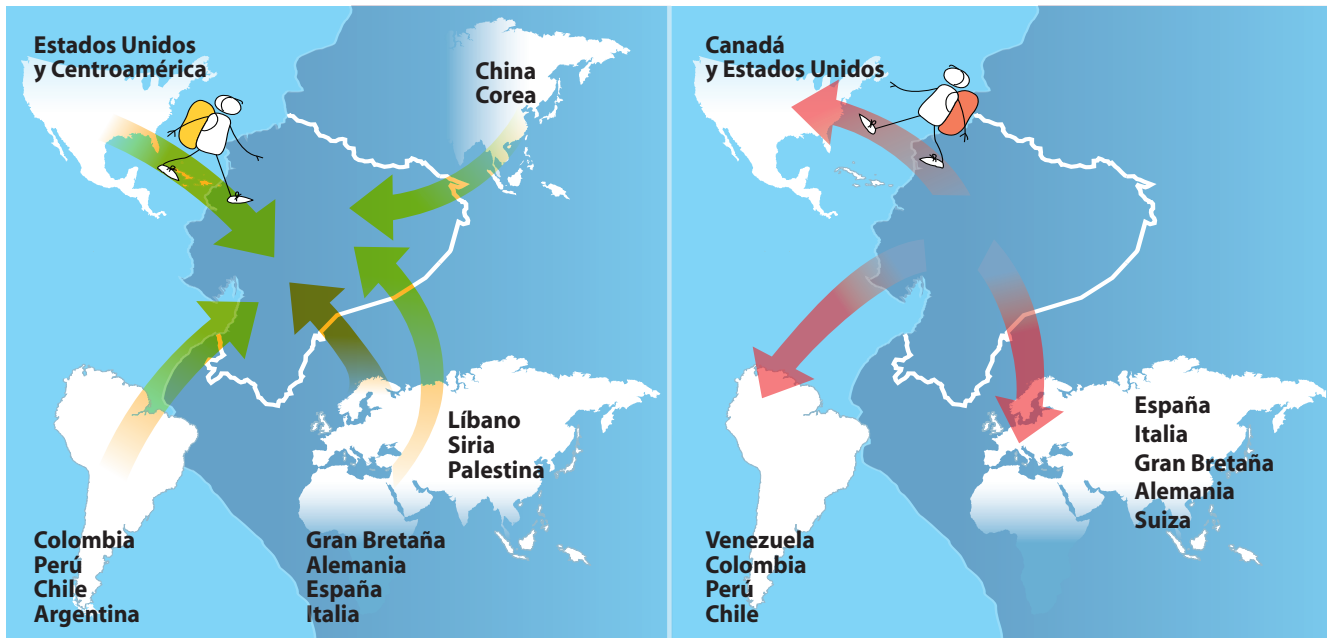 Estados Unidos
y Centroamérica
China
Corea
Líbano
Siria
Palestina
Colombia
Perú
Chile
Argentina
Gran Bretaña
Alemania
España
Italia
Canadá
y Estados Unidos
España
Italia
Gran Bretaña
Alemania
Suiza
Venezuela
Colombia
Perú
Chile